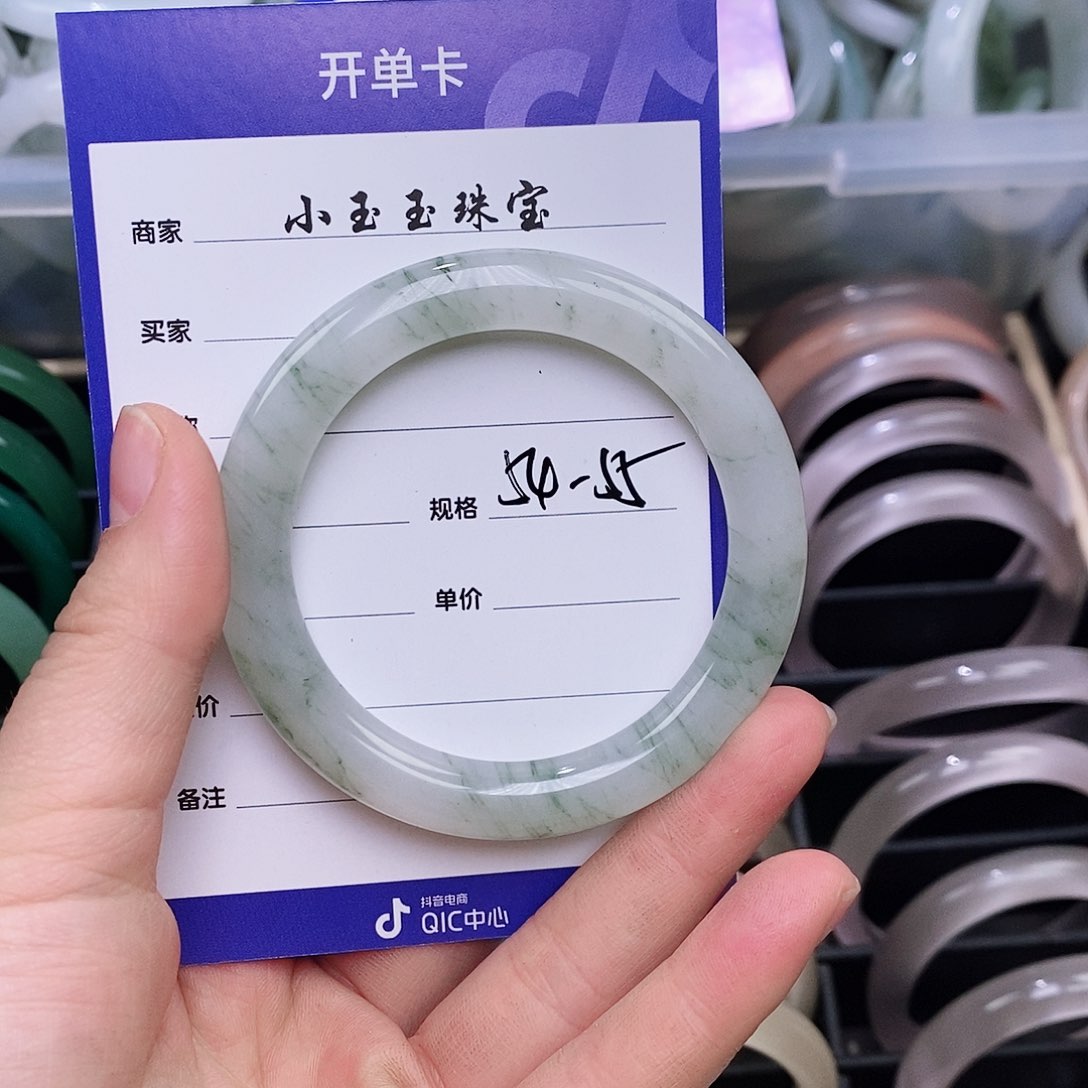 开单卡
商家 小玉玉珠宝
买家
规格 54-55
单价
价
备注
抖音电商
QIC中心